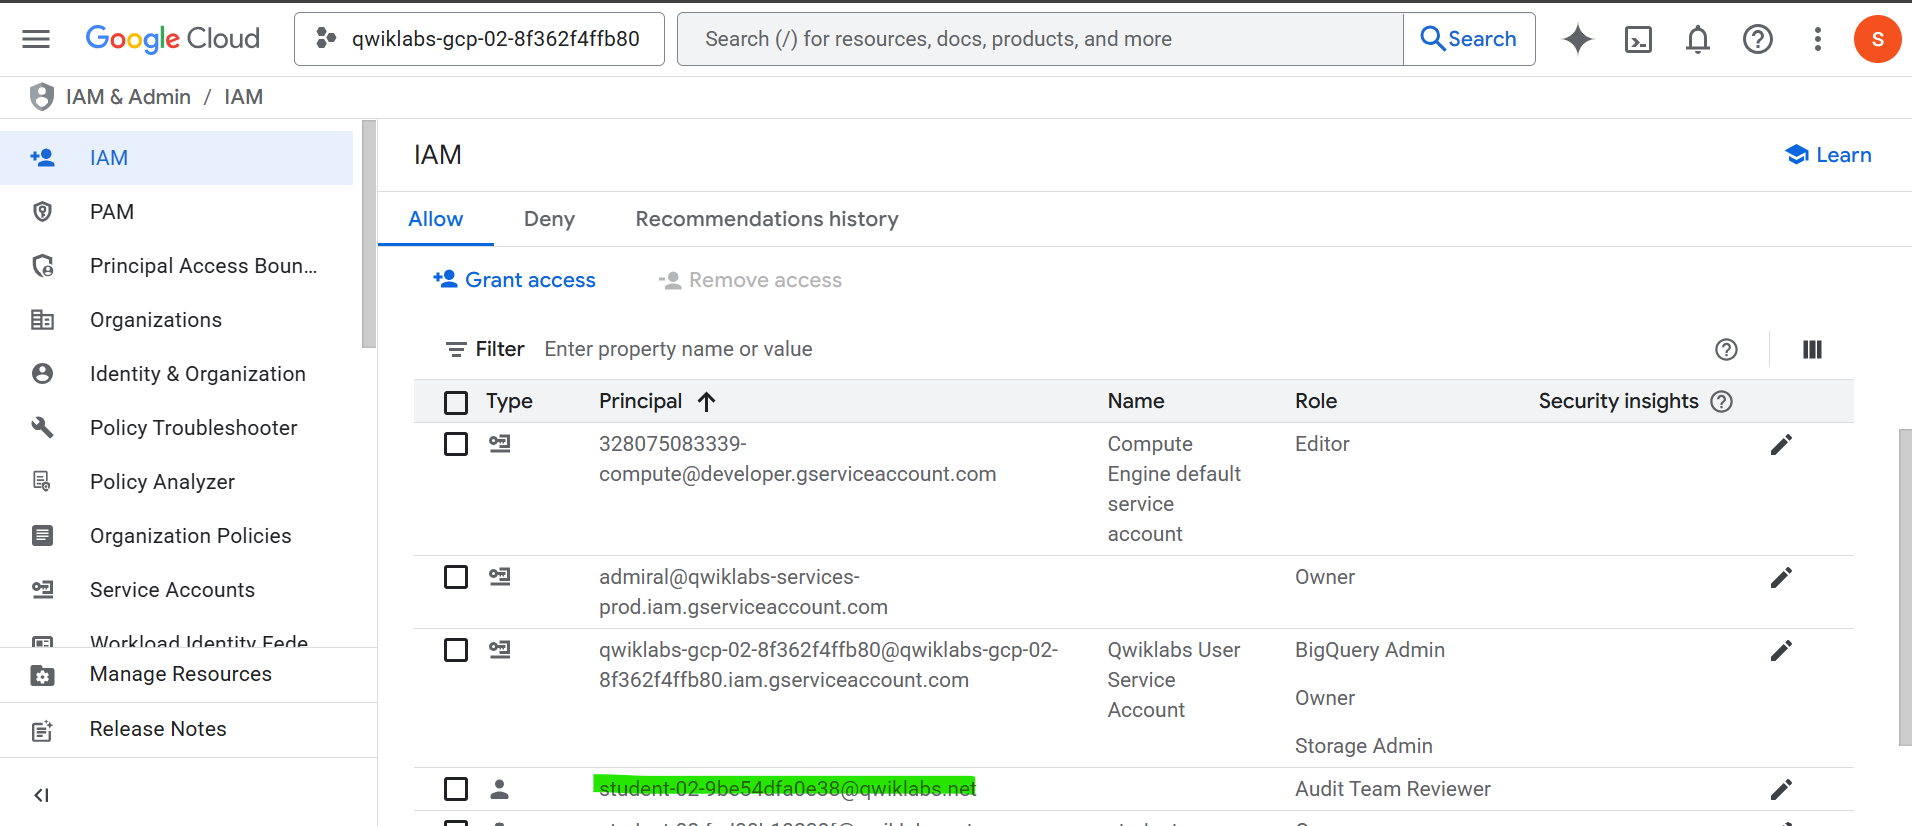 Google Cloud
qwiklabs-gcp-02-8f362f4ffb80
Search (/) for resources, docs, products, and more
Search
S
IAM & Admin / IAM
IAM
PAM
Principal Access Boun...
Organizations
Identity & Organization
Policy Troubleshooter
Policy Analyzer
Organization Policies
Service Accounts
Workload Identity Fede
Manage Resources
Release Notes
IAM
Learn
Allow
Deny
Recommendations history
Grant access
Remove access
Filter Enter property name or value
Type Principal Name Role Security insights
328075083339-
compute@developer.gserviceaccount.com
Compute
Engine default
service
account
Editor
admiral@qwiklabs-services-
prod.iam.gserviceaccount.com
Owner
qwiklabs-gcp-02-8f362f4ffb80@qwiklabs-gcp-02-
8f362f4ffb80.iam.gserviceaccount.com
Qwiklabs User
Service
Account
BigQuery Admin
Owner
Storage Admin
student-02-9be54dfa0e38@qwiklabs.net
Audit Team Reviewer